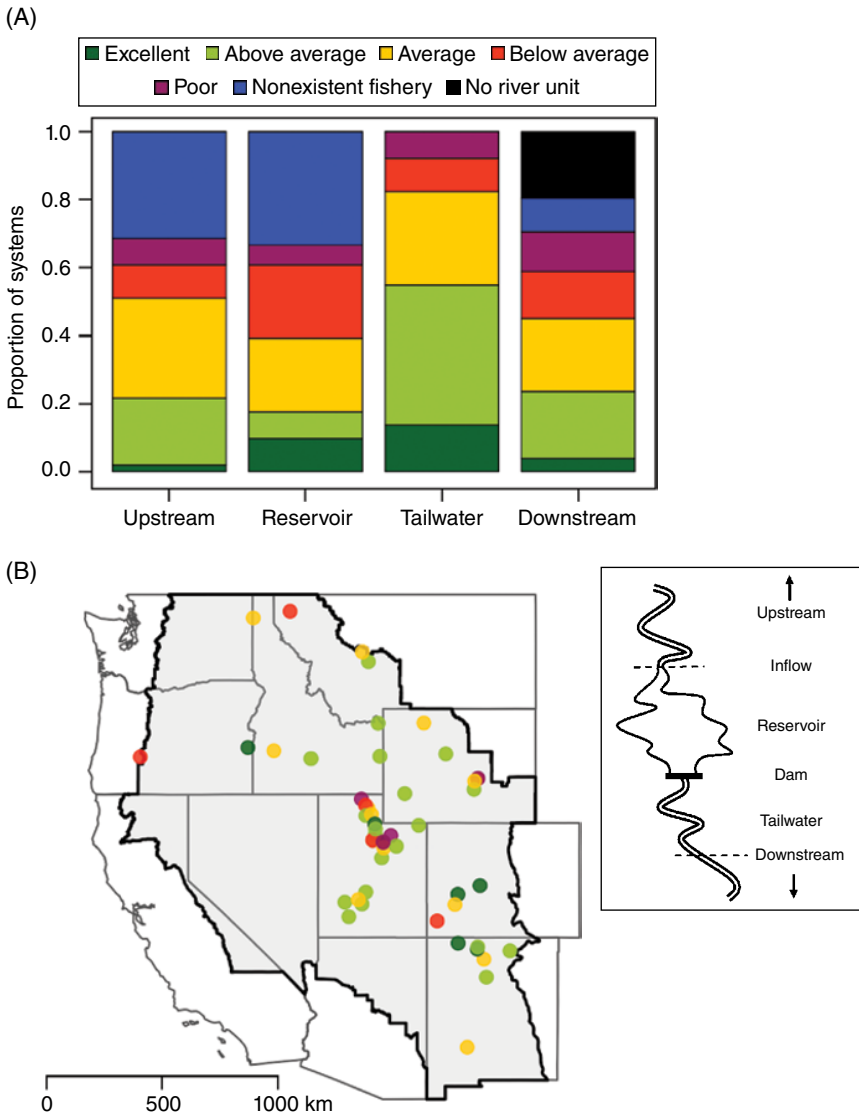 (A)
Excellent Above average Average Below average
Poor Nonexistent fishery No river unit
Proportion of systems
1.0
0.8
0.6
0.4
0.2
0.0
Upstream Reservoir Tailwater Downstream
(B)
Upstream
Inflow
Reservoir
Dam
Tailwater
Downstream
0 500 1000 km